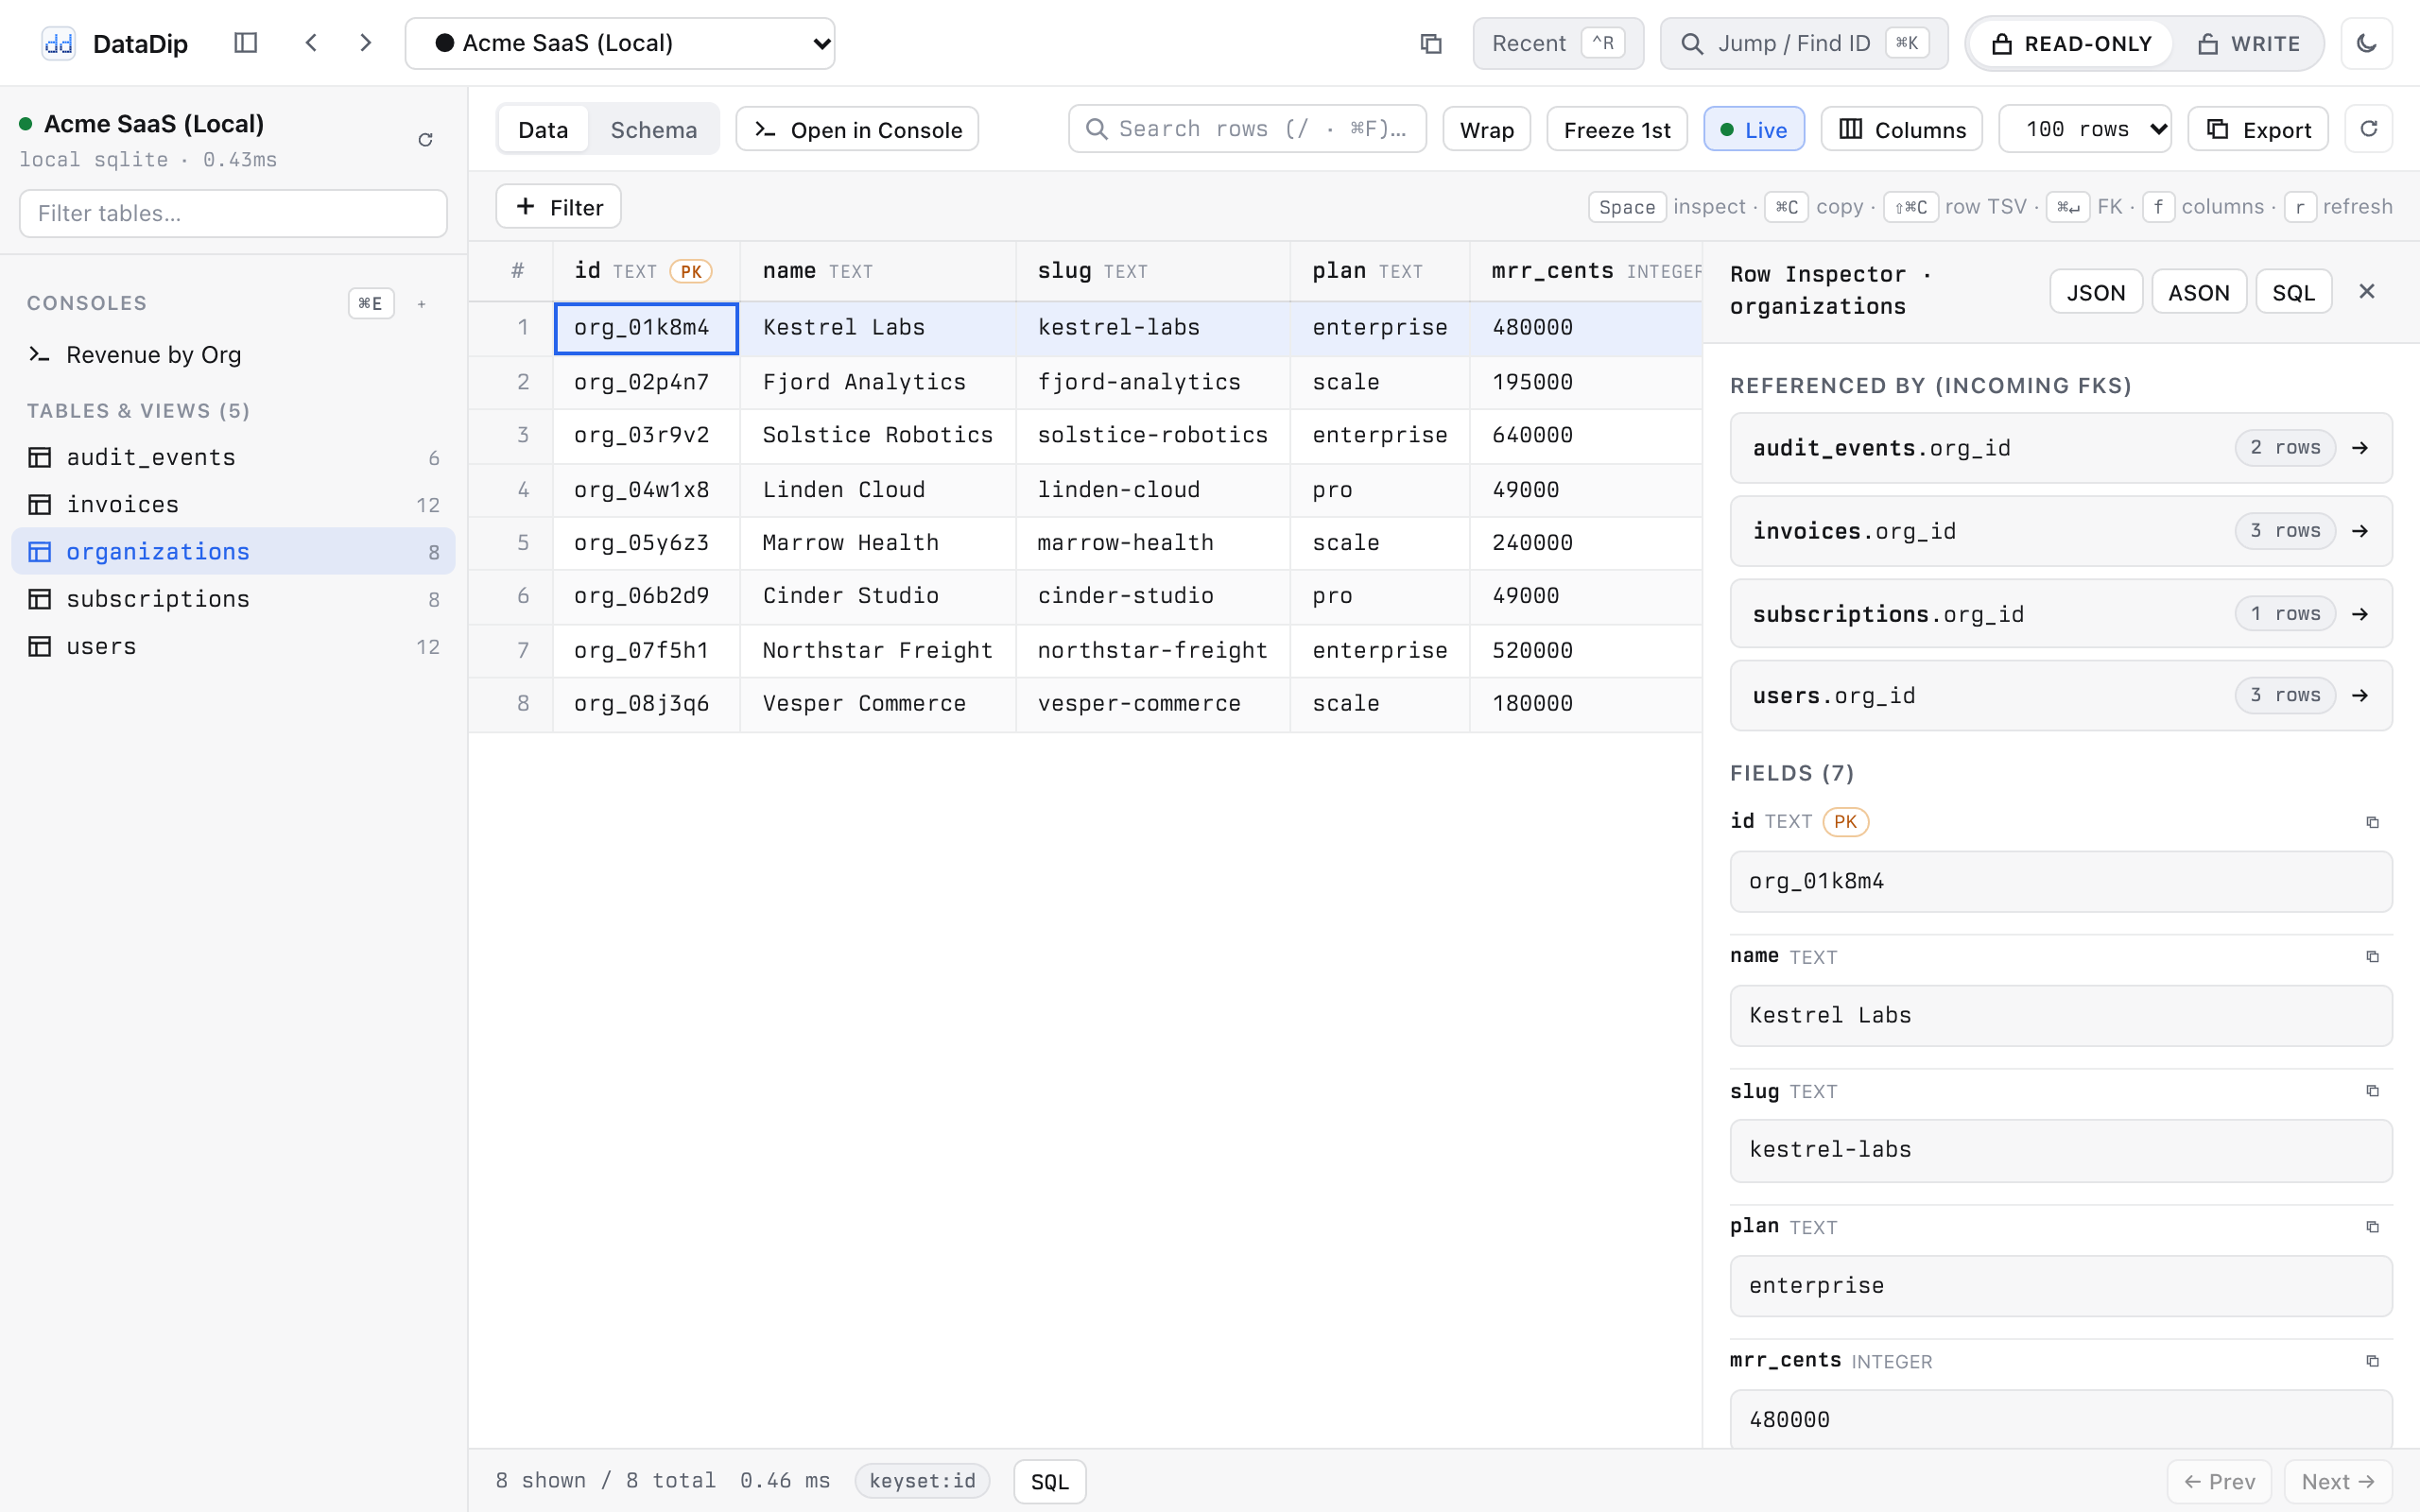 dd DataDip
Acme SaaS (Local)
Recent ^R
Jump / Find ID ⌘K
READ-ONLY
WRITE
Acme SaaS (Local)
local sqlite · 0.43ms
Filter tables...
CONSOLES ⌘E +
Revenue by Org
TABLES & VIEWS (5)
audit_events 6
invoices 12
organizations 8
subscriptions 8
users 12
Data Schema
Open in Console
Search rows (/ · ⌘F)...
Wrap
Freeze 1st
Live
Columns
100 rows
Export
+ Filter
Space inspect · ⌘C copy · ⇧⌘C row TSV · ⌘↵ FK · f columns · r refresh
# id TEXT PK name TEXT slug TEXT plan TEXT mrr_cents INTEGER
1 org_01k8m4 Kestrel Labs kestrel-labs enterprise 480000
2 org_02p4n7 Fjord Analytics fjord-analytics scale 195000
3 org_03r9v2 Solstice Robotics solstice-robotics enterprise 640000
4 org_04w1x8 Linden Cloud linden-cloud pro 49000
5 org_05y6z3 Marrow Health marrow-health scale 240000
6 org_06b2d9 Cinder Studio cinder-studio pro 49000
7 org_07f5h1 Northstar Freight northstar-freight enterprise 520000
8 org_08j3q6 Vesper Commerce vesper-commerce scale 180000
Row Inspector ·
organizations
JSON ASON SQL ✕
REFERENCED BY (INCOMING FKS)
audit_events.org_id 2 rows →
invoices.org_id 3 rows →
subscriptions.org_id 1 rows →
users.org_id 3 rows →
FIELDS (7)
id TEXT PK
org_01k8m4
name TEXT
Kestrel Labs
slug TEXT
kestrel-labs
plan TEXT
enterprise
mrr_cents INTEGER
480000
8 shown / 8 total 0.46 ms keyset:id SQL
← Prev Next →